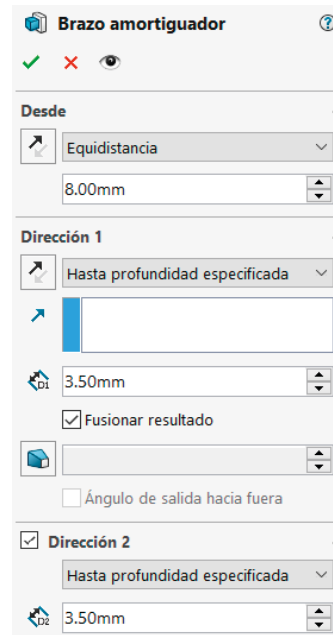 Brazo amortiguador
Desde
Equidistancia
8.00mm
Dirección 1
Hasta profundidad especificada
D1 3.50mm
Fusionar resultado
Ángulo de salida hacia fuera
Dirección 2
Hasta profundidad especificada
D2 3.50mm